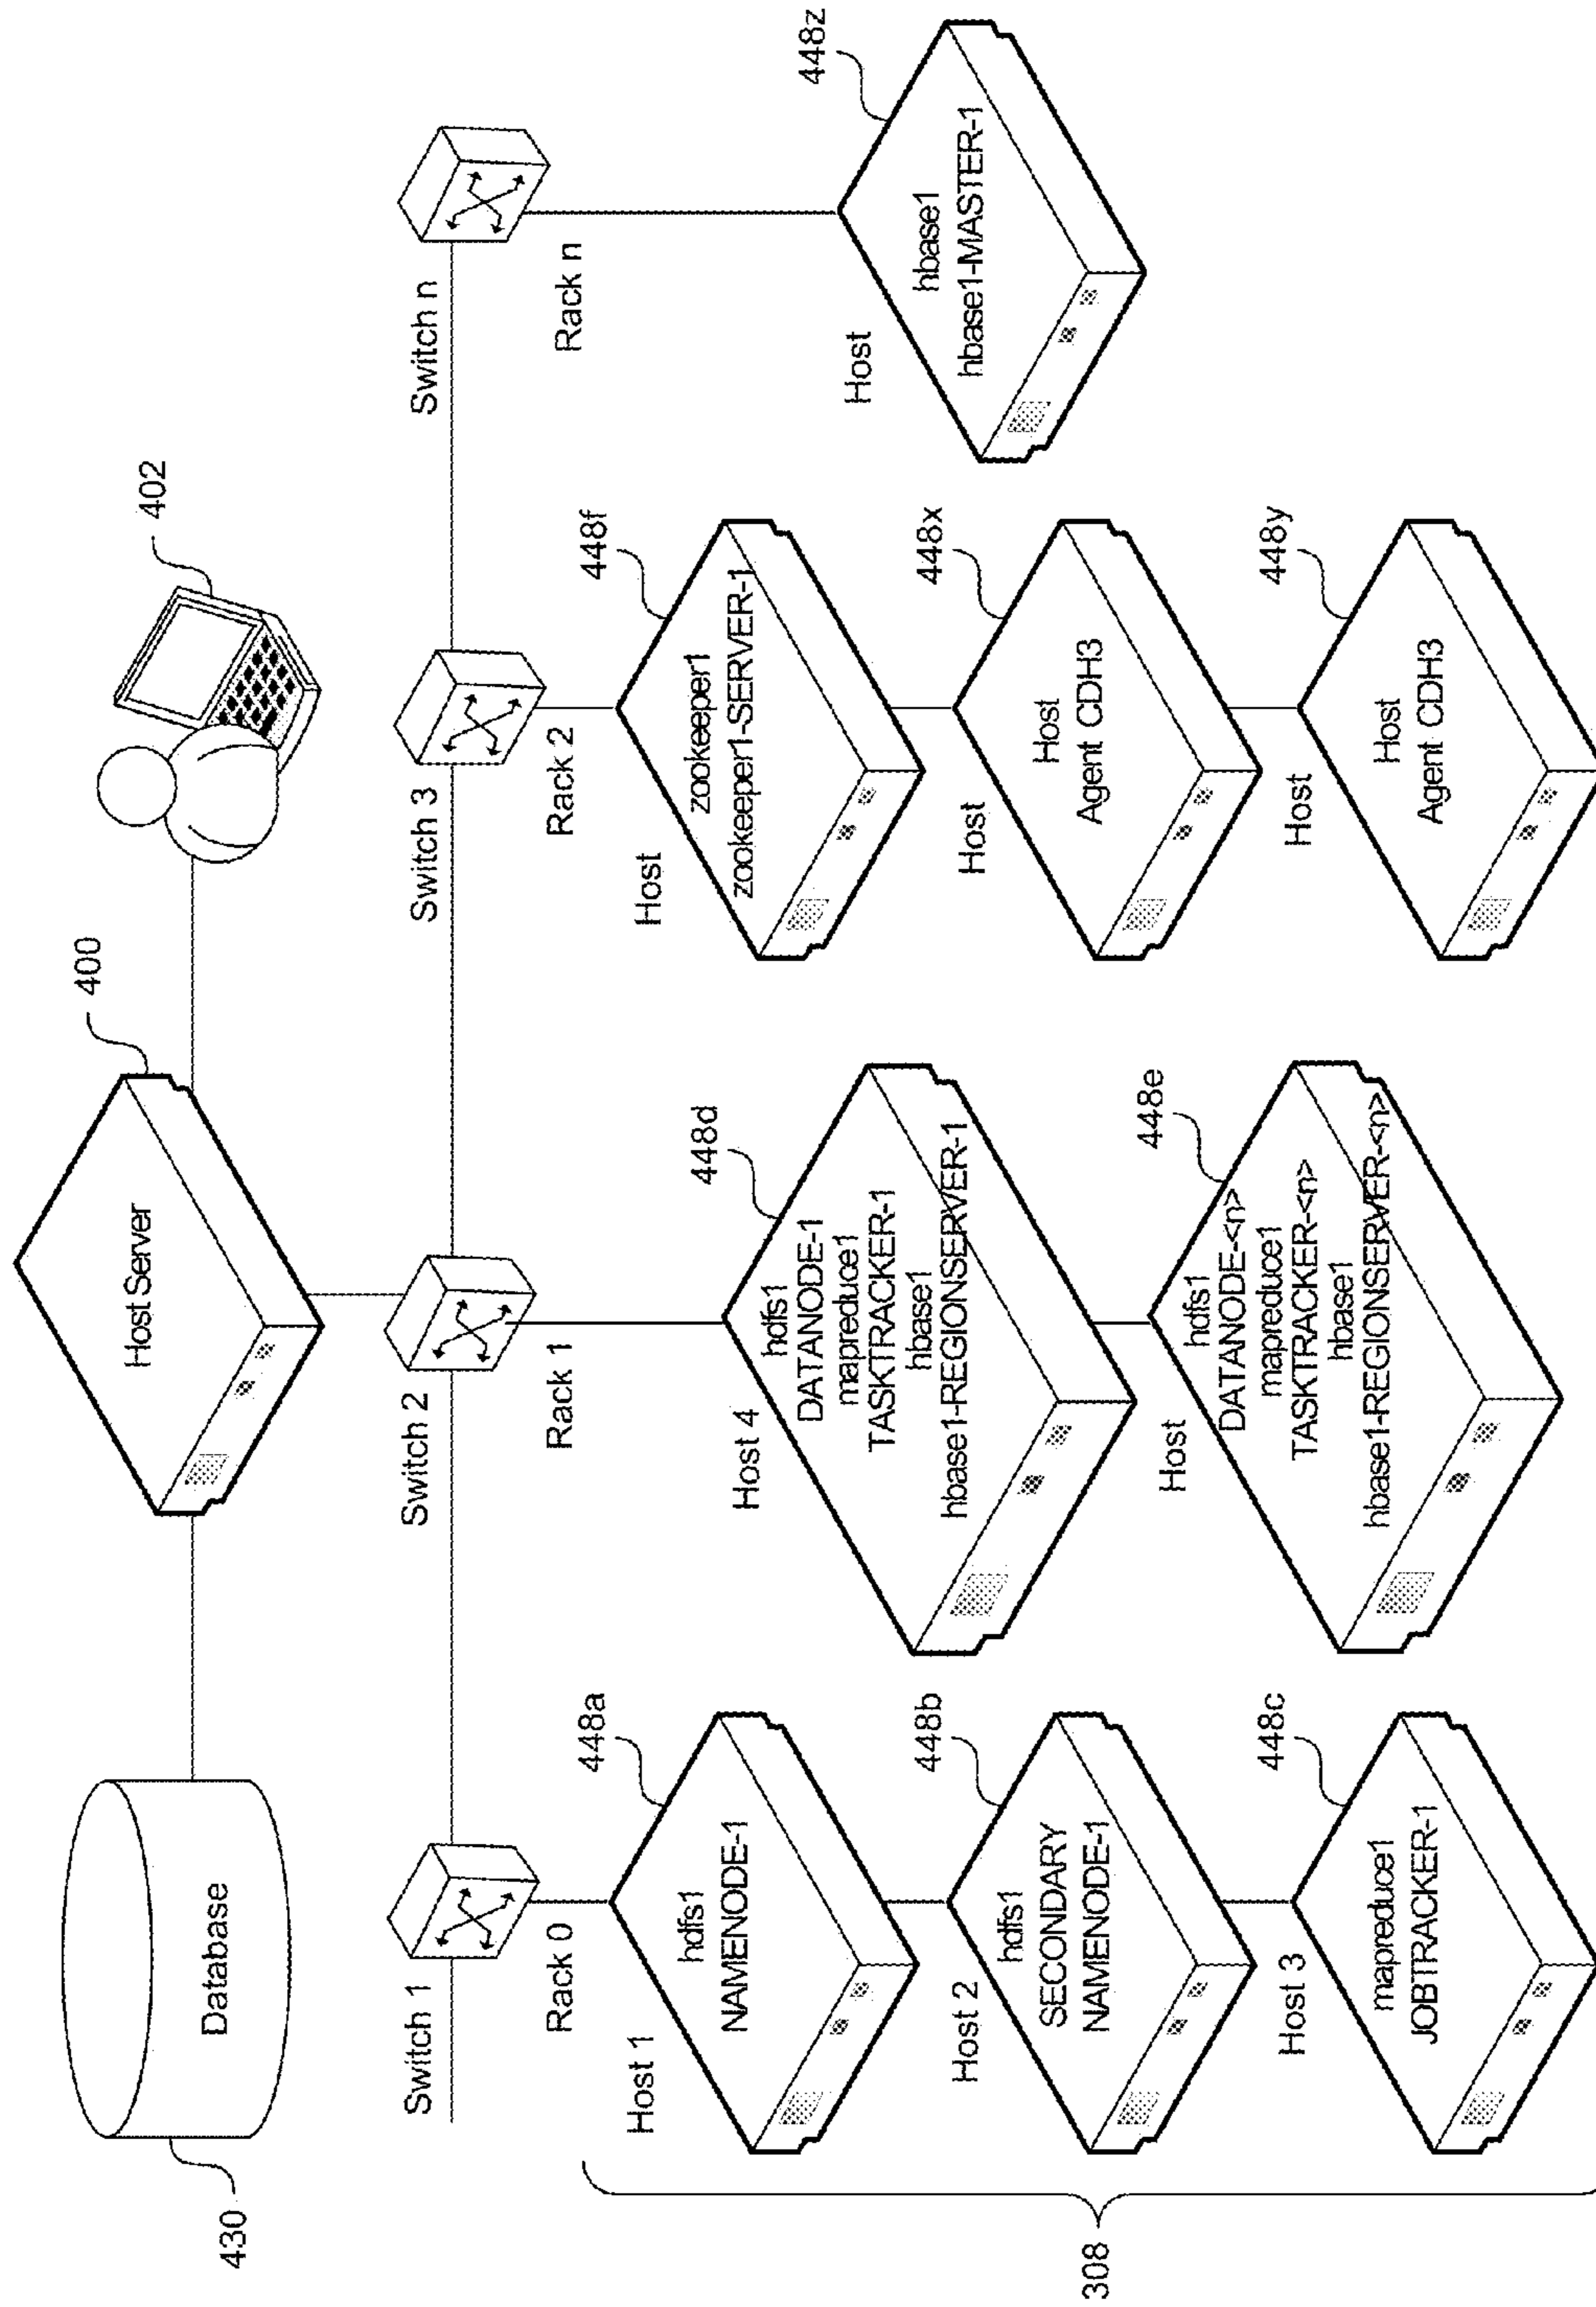 430
Database
Host Server
400
402
Switch 1
Switch 2
Switch 3
Switch n
Rack 0
Rack 1
Rack 2
Rack n
308
Host 1
hdfs1
NAMENODE-1
448a
Host 2
hdfs1
SECONDARY
NAMENODE-1
448b
Host 3
mapreduce1
JOBTRACKER-1
448c
Host 4
hdfs1
DATANODE-1
mapreduce1
TASKTRACKER-1
hbase1
hbase1-REGIONSERVER-1
448d
Host
hdfs1
DATANODE-<n>
mapreduce1
TASKTRACKER-<n>
hbase1
hbase1-REGIONSERVER-<n>
448e
Host
zookeeper1
zookeeper1-SERVER-1
448f
Host
Host
Agent CDH3
448x
Host
Host
Agent CDH3
448y
Host
hbase1
hbase1-MASTER-1
448z